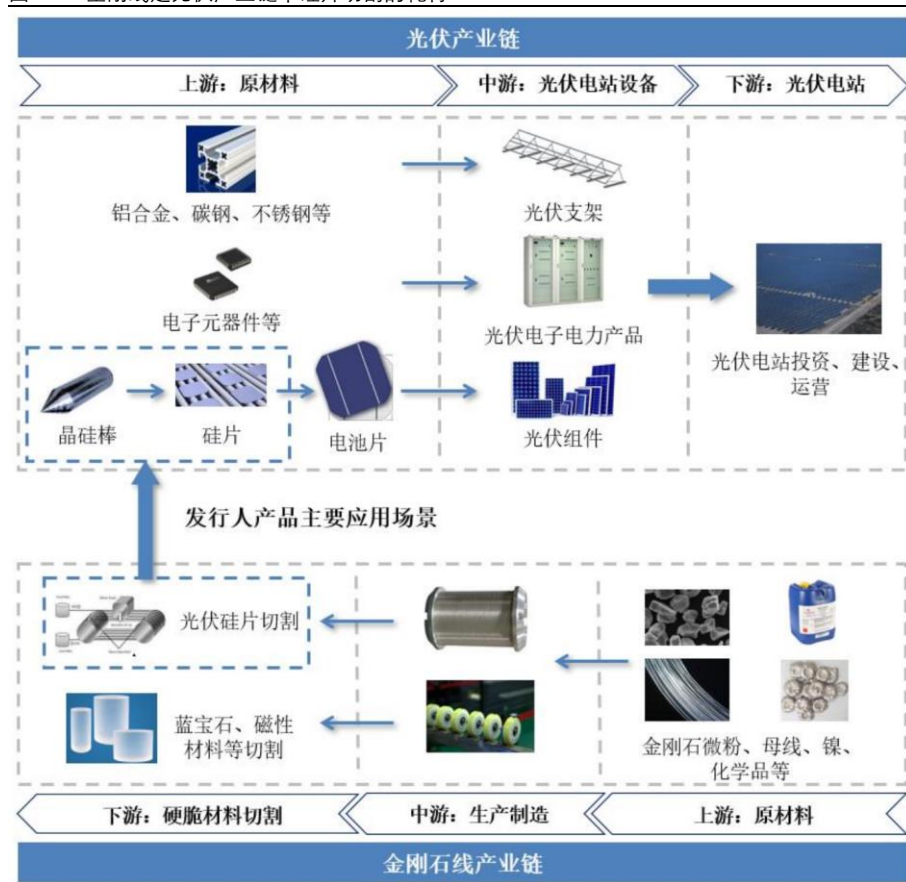 光伏产业链
上游：原材料
中游：光伏电站设备
下游：光伏电站
铝合金、碳钢、不锈钢等
光伏支架
电子元器件等
光伏电子电力产品
光伏电站投资、建设、
运营
晶硅棒
硅片
电池片
光伏组件
发行人产品主要应用场景
光伏硅片切割
蓝宝石、磁性
材料等切割
金刚石微粉、母线、镍、
化学品等
下游：硬脆材料切割
中游：生产制造
上游：原材料
金刚石线产业链